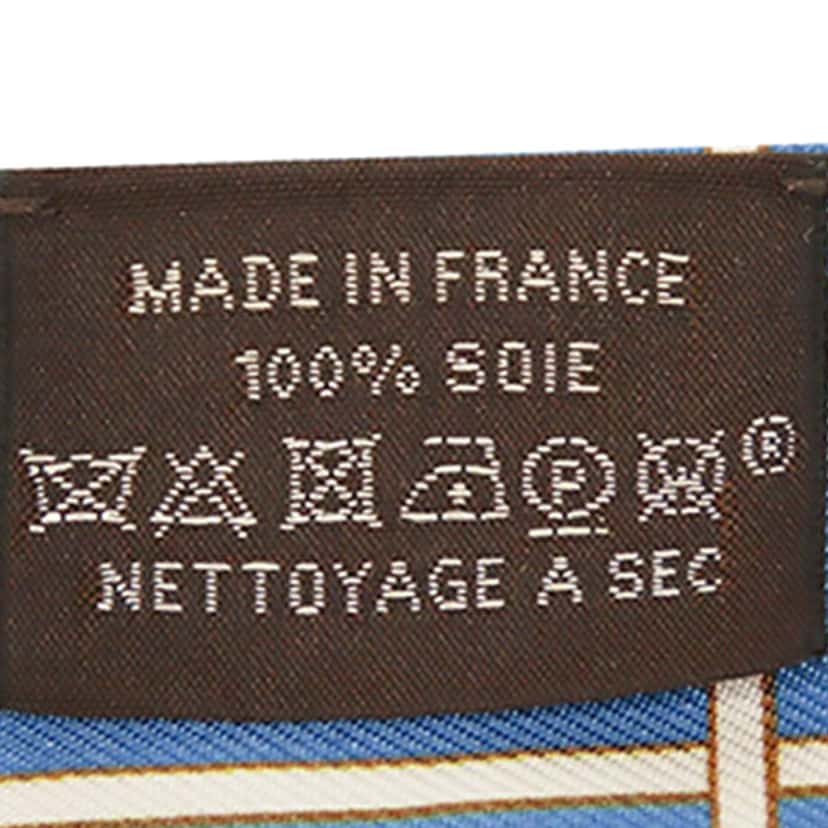 MADE IN FRANCE
100% SOIE
P W ®
NETTOYAGE A SEC